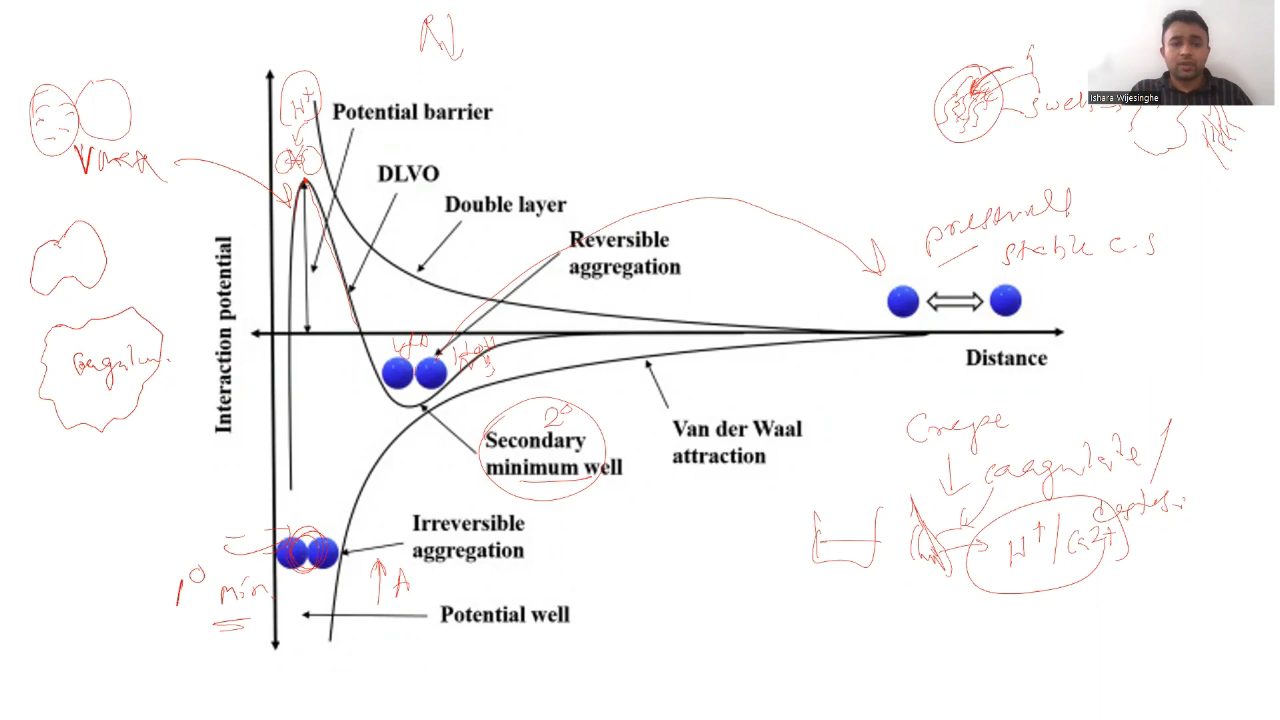 R↓
H⁺
Potential barrier
DLVO
Double layer
Reversible
aggregation
Interaction potential
Distance
2°
Secondary
minimum well
Van der Waal
attraction
Irreversible
aggregation
↑ A
1° min
Potential well
Coagulum
Ishara Wijesinghe
stable C-S
Crepe
coagulate /
H⁺ / Ca²⁺